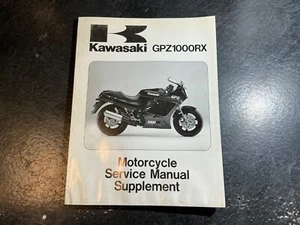 Kawasaki GPZ1000RX
Motorcycle
Service Manual
Supplement